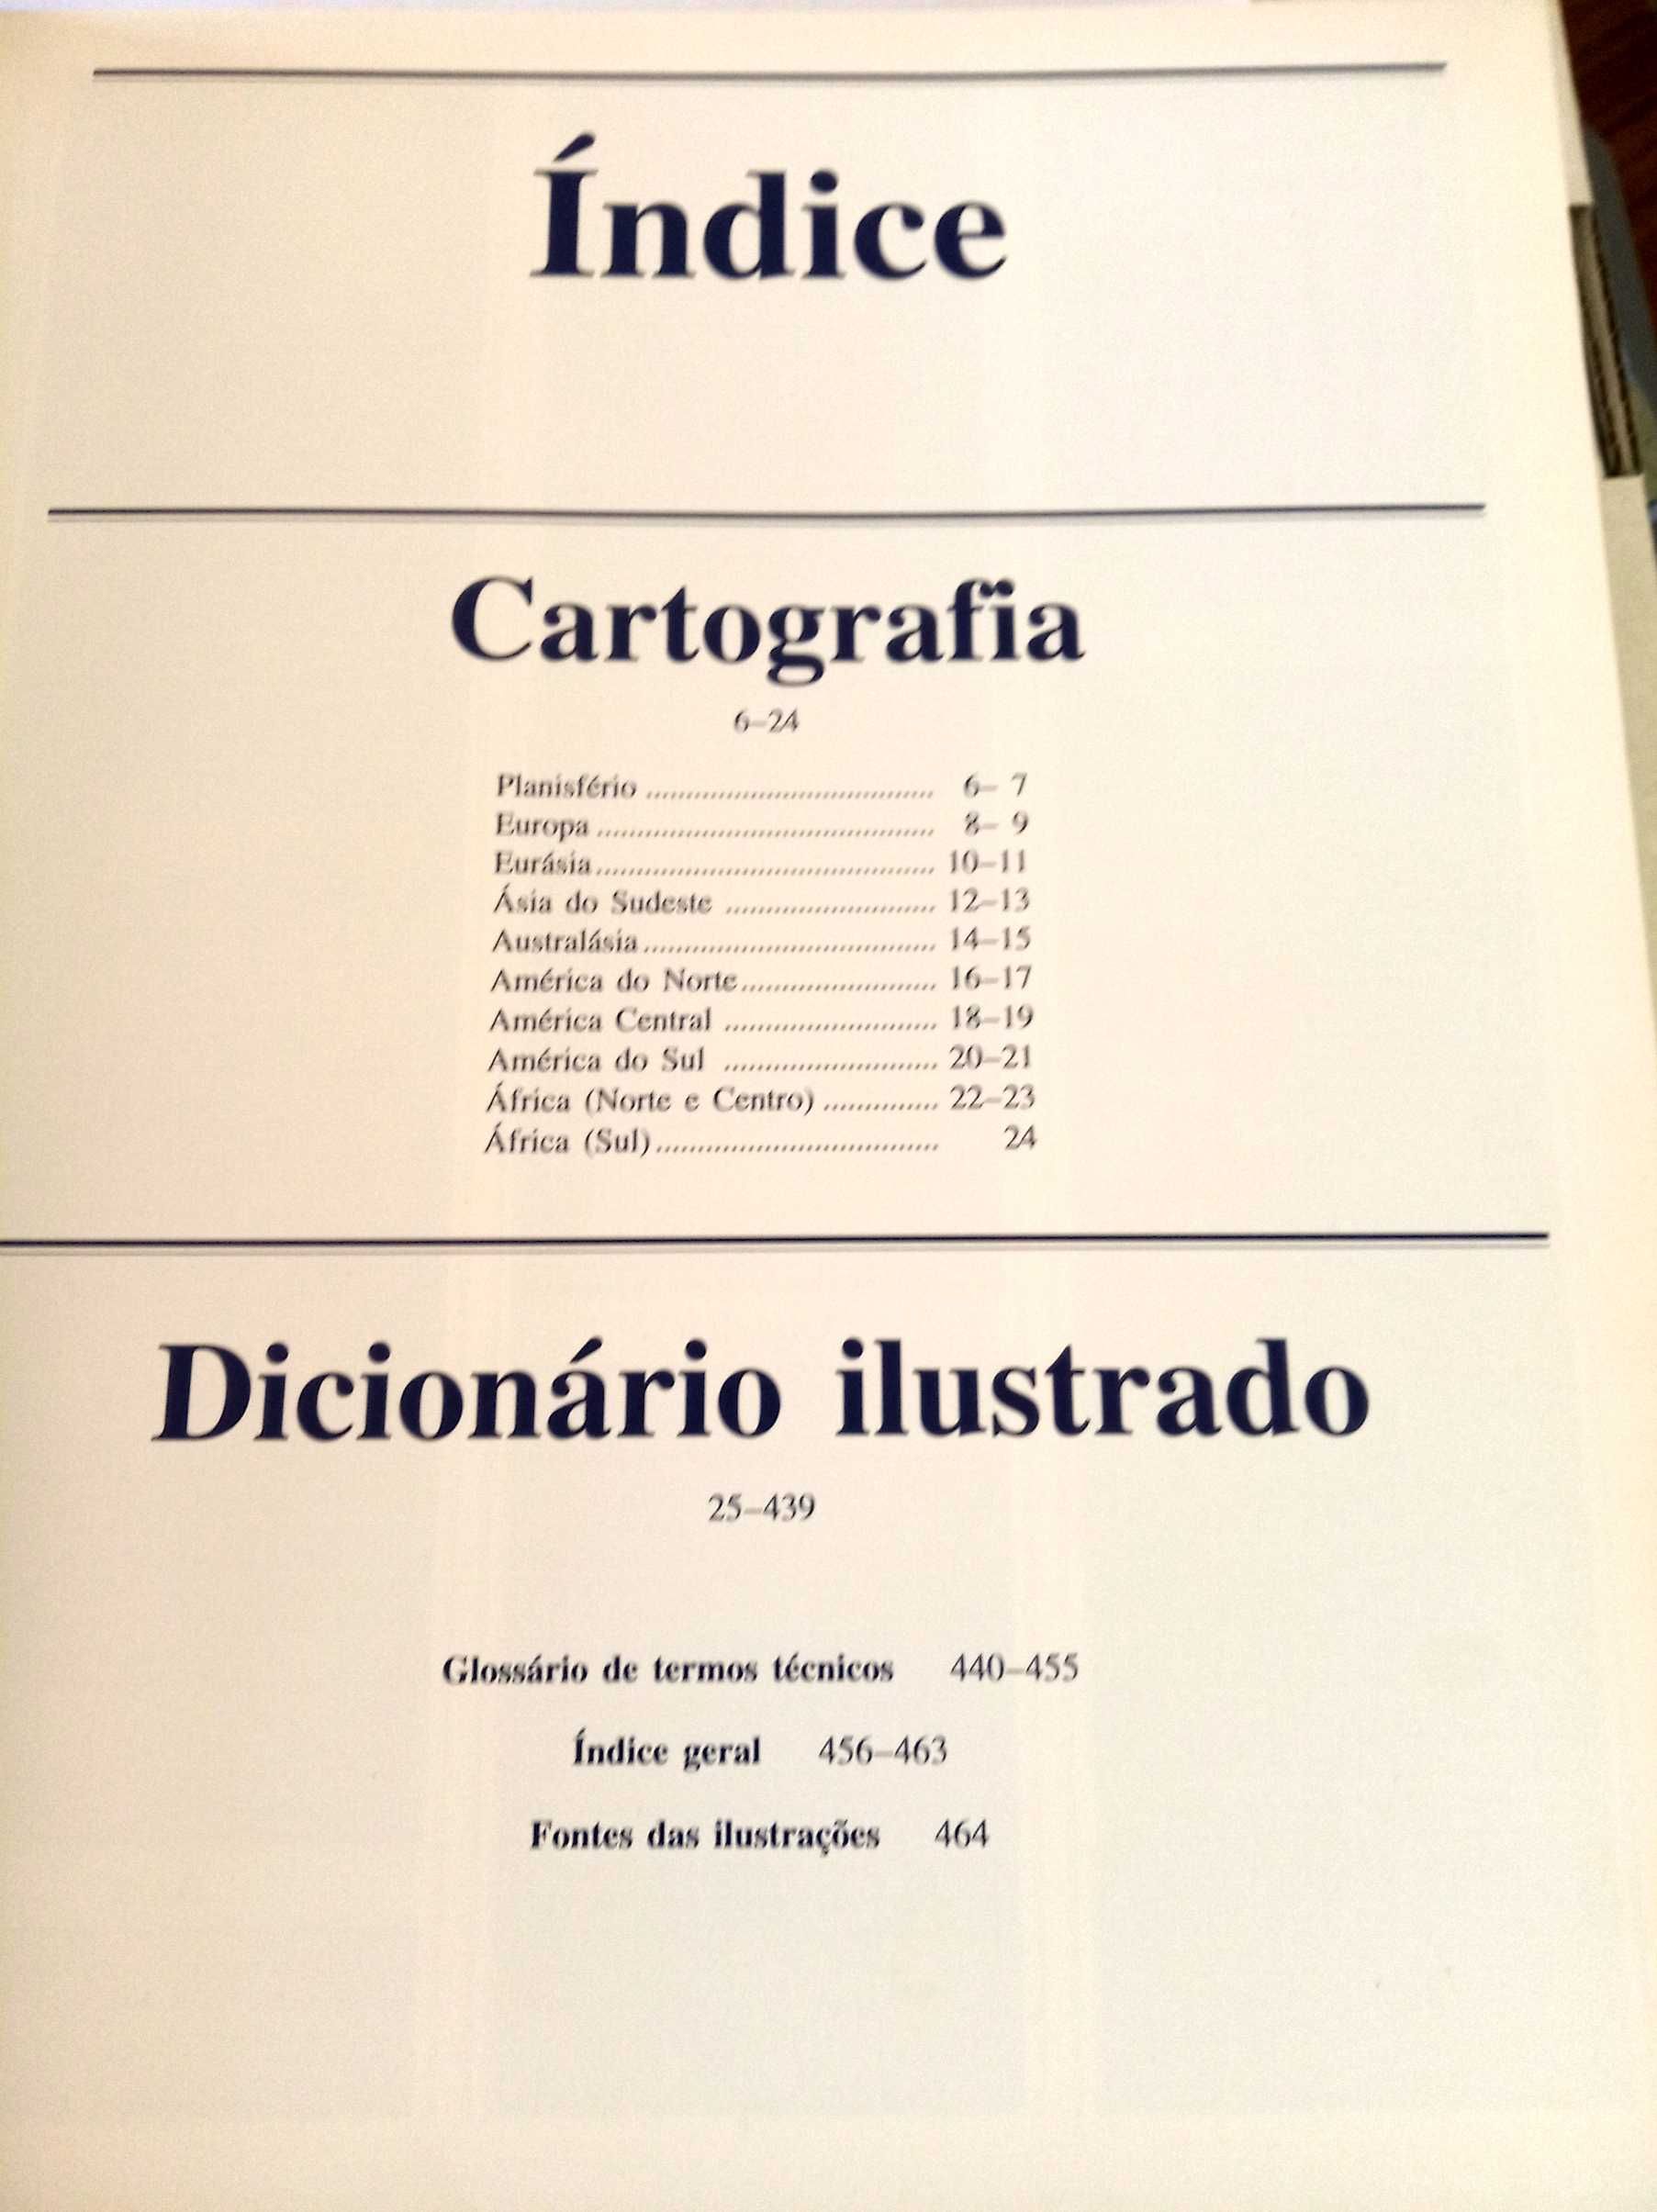 Índice
Cartografia
6–24
Planisfério .................................... 6– 7
Europa .......................................... 8– 9
Eurásia.......................................... 10–11
Ásia do Sudeste .......................... 12–13
Australásia.................................... 14–15
América do Norte........................ 16–17
América Central .......................... 18–19
América do Sul .......................... 20–21
África (Norte e Centro) .............. 22–23
África (Sul)................................... 24
Dicionário ilustrado
25–439
Glossário de termos técnicos 440–455
Índice geral 456–463
Fontes das ilustrações 464